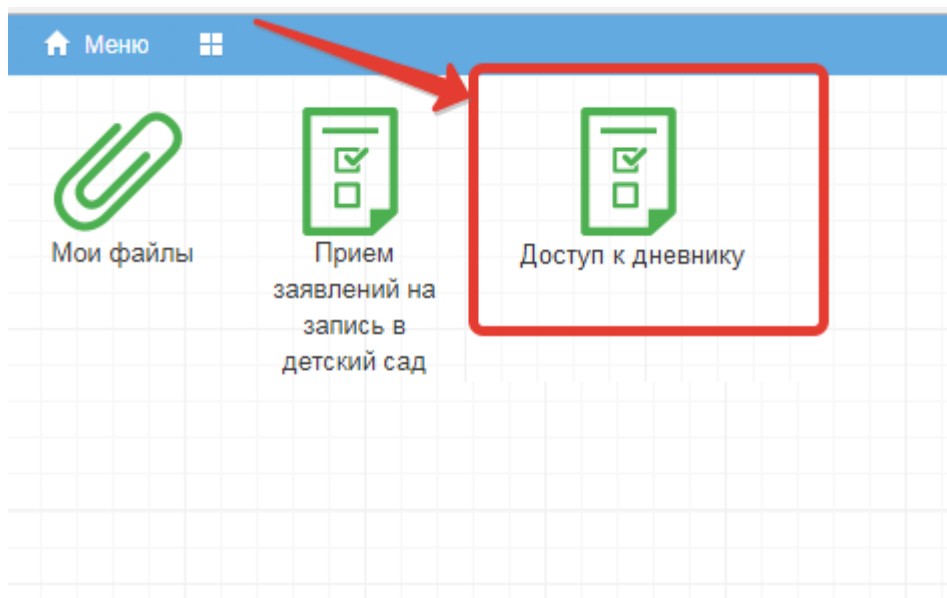 Меню
Мои файлы
Прием
заявлений на
запись в
детский сад
Доступ к дневнику